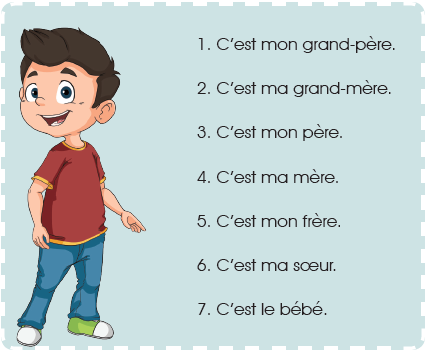 1. C’est mon grand-père.
2. C’est ma grand-mère.
3. C’est mon père.
4. C’est ma mère.
5. C’est mon frère.
6. C’est ma sœur.
7. C’est le bébé.